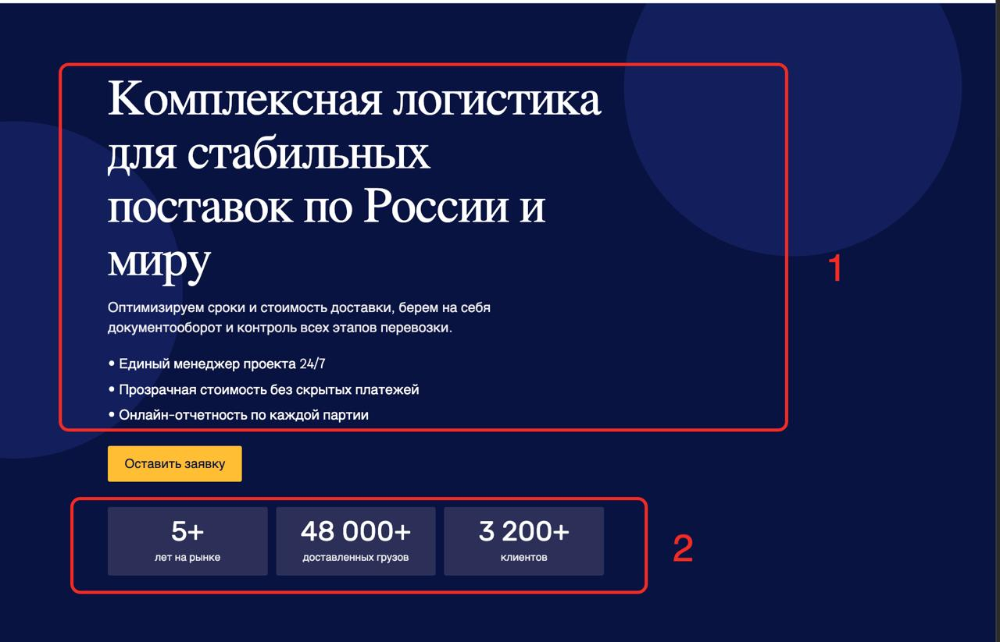 Комплексная логистика
для стабильных
поставок по России и
миру
1
Оптимизируем сроки и стоимость доставки, берем на себя
документооборот и контроль всех этапов перевозки.
• Единый менеджер проекта 24/7
• Прозрачная стоимость без скрытых платежей
• Онлайн-отчетность по каждой партии
Оставить заявку
5+
лет на рынке
48 000+
доставленных грузов
3 200+
клиентов
2